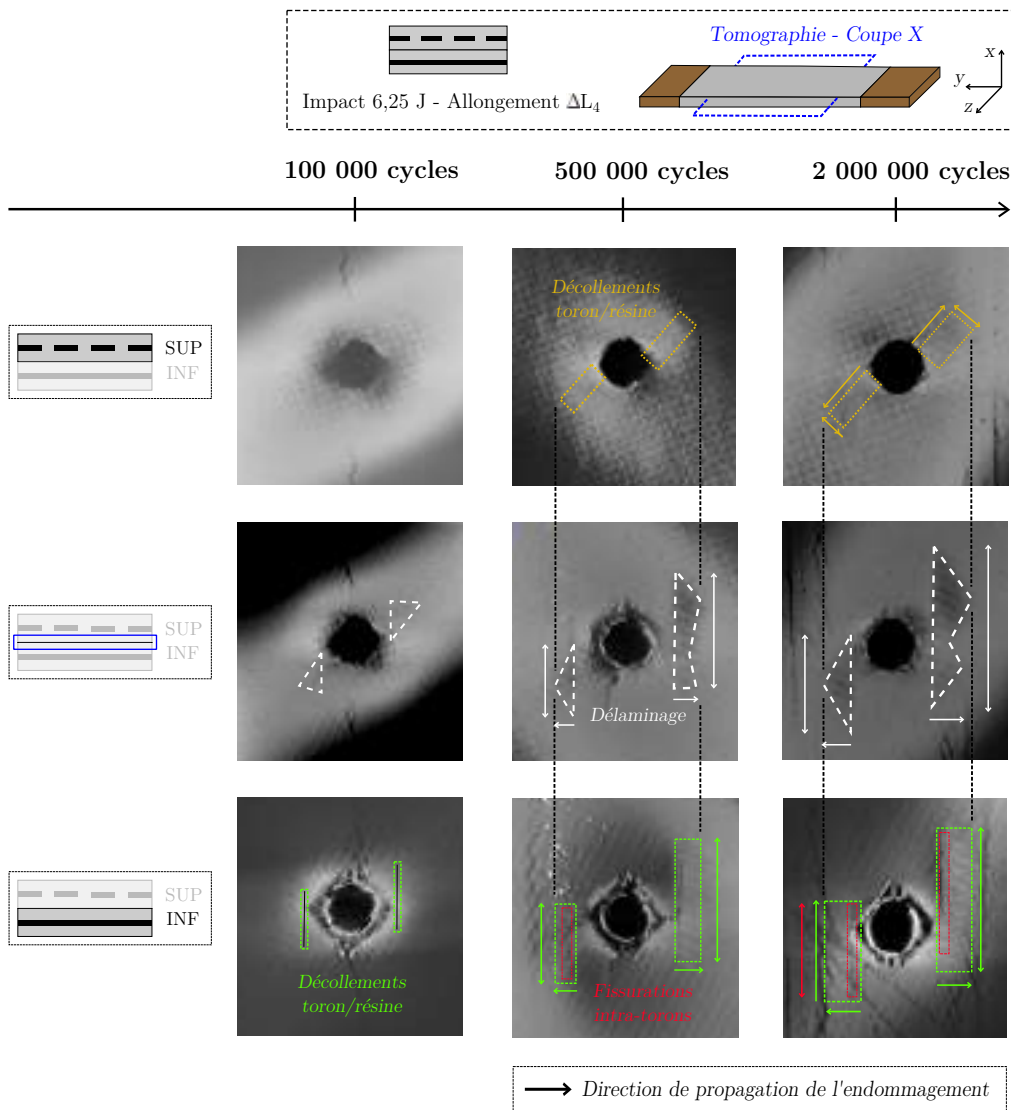 Tomographie - Coupe X
x
y
z
Impact 6,25 J - Allongement ΔL₄
100 000 cycles
500 000 cycles
2 000 000 cycles
SUP
INF
Décollements
toron/résine
SUP
INF
Délaminage
SUP
INF
Décollements
toron/résine
Fissurations
intra-torons
Direction de propagation de l'endommagement